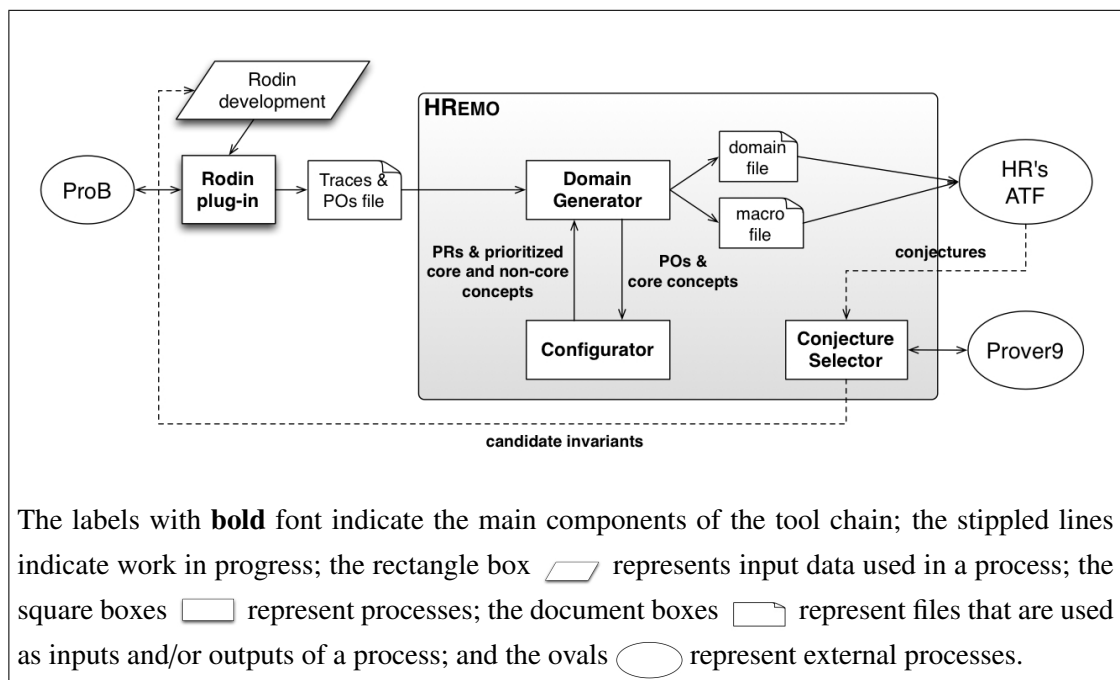 Rodin
development
HREMO
ProB
Rodin
plug-in
Traces &
POs file
Domain
Generator
domain
file
macro
file
HR's
ATF
PRs & prioritized
core and non-core
concepts
POs &
core concepts
conjectures
Configurator
Conjecture
Selector
Prover9
candidate invariants
The labels with bold font indicate the main components of the tool chain; the stippled lines
indicate work in progress; the rectangle box represents input data used in a process; the
square boxes represent processes; the document boxes represent files that are used
as inputs and/or outputs of a process; and the ovals represent external processes.